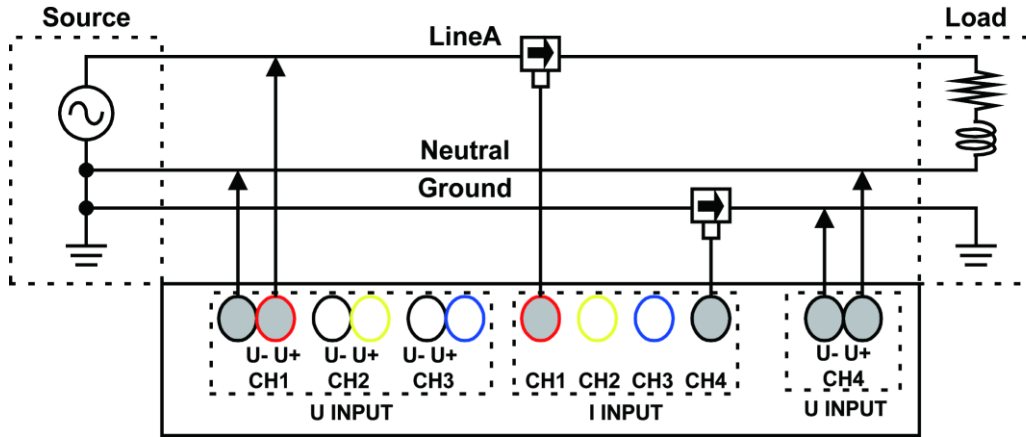 Source
Load
LineA
Neutral
Ground
U- U+ U- U+ U- U+ U- U+
CH1 CH2 CH3 CH1 CH2 CH3 CH4 CH4
U INPUT I INPUT U INPUT